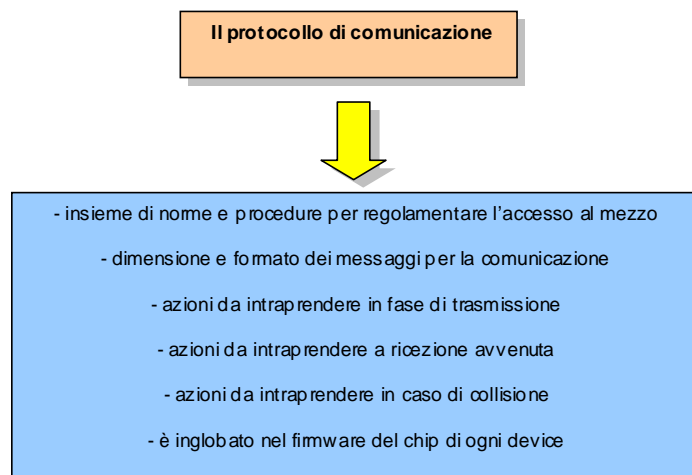 Il protocollo di comunicazione
- insieme di norme e procedure per regolamentare l'accesso al mezzo
- dimensione e formato dei messaggi per la comunicazione
- azioni da intraprendere in fase di trasmissione
- azioni da intraprendere a ricezione avvenuta
- azioni da intraprendere in caso di collisione
- è inglobato nel firmware del chip di ogni device